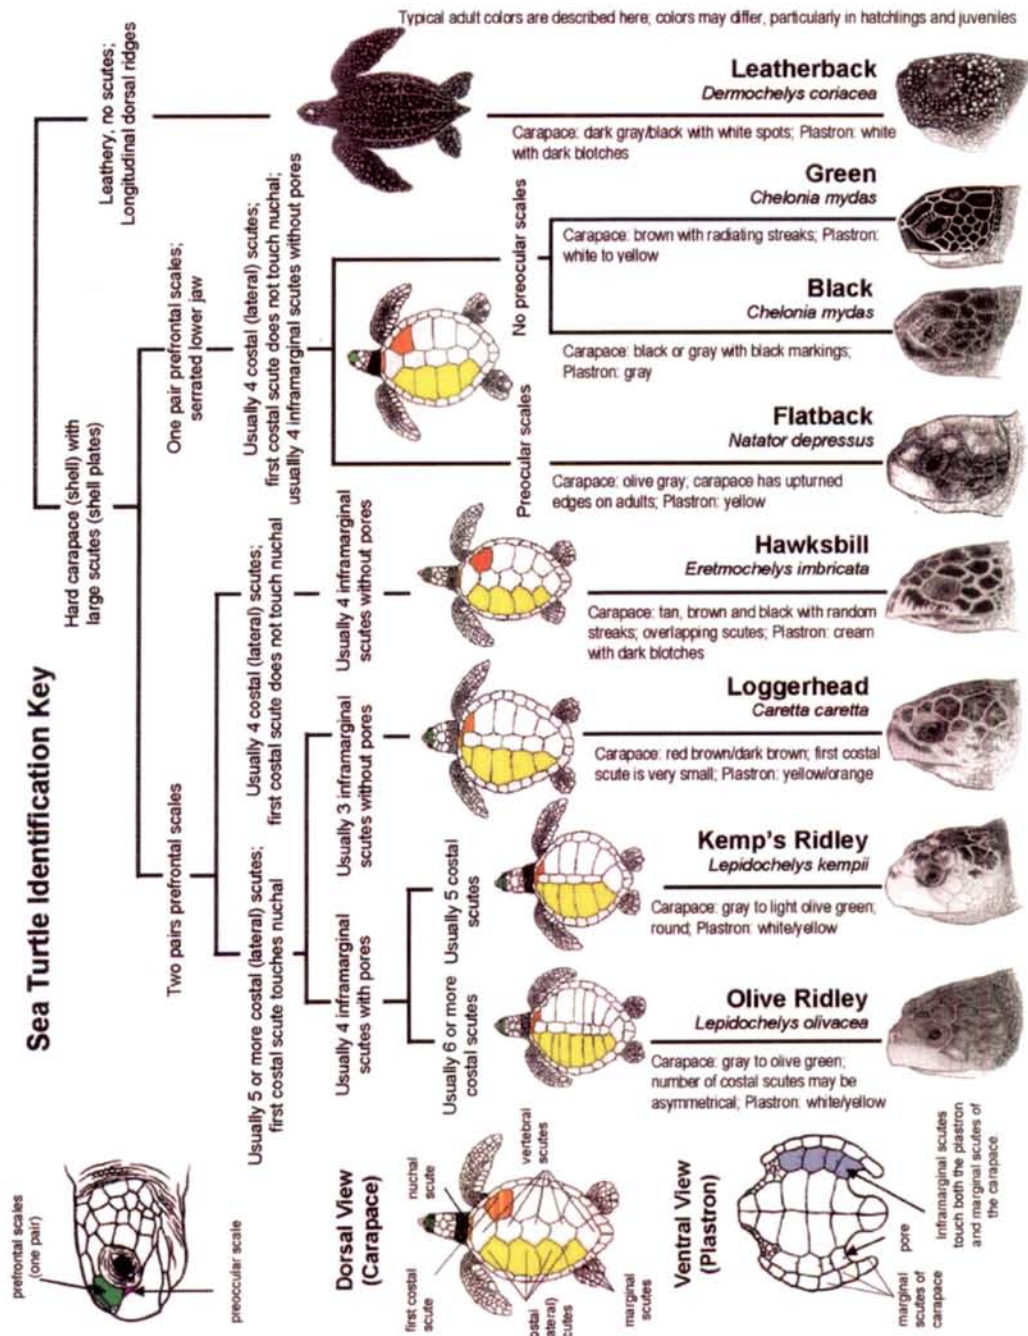 Sea Turtle Identification Key
Typical adult colors are described here; colors may differ, particularly in hatchlings and juveniles
Hard carapace (shell) with
large scutes (shell plates)
Leathery, no scutes;
Longitudinal dorsal ridges
Two pairs prefrontal scales
One pair prefrontal scales;
serrated lower jaw
Usually 5 or more costal (lateral) scutes;
first costal scute touches nuchal
Usually 4 costal (lateral) scutes;
first costal scute does not touch nuchal
Usually 4 costal (lateral) scutes;
first costal scute does not touch nuchal;
usuallly 4 inframarginal scutes without pores
Usually 4 inframarginal
scutes with pores
Usually 3 inframarginal
scutes without pores
Usually 4 inframarginal
scutes without pores
Usually 6 or more
costal scutes
Usually 5 costal
scutes
Preocular scales
No preocular scales
Leatherback
Dermochelys coriacea
Carapace: dark gray/black with white spots; Plastron: white
with dark blotches
Green
Chelonia mydas
Carapace: brown with radiating streaks; Plastron:
white to yellow
Black
Chelonia mydas
Carapace: black or gray with black markings;
Plastron: gray
Flatback
Natator depressus
Carapace: olive gray; carapace has upturned
edges on adults; Plastron: yellow
Hawksbill
Eretmochelys imbricata
Carapace: tan, brown and black with random
streaks; overlapping scutes; Plastron: cream
with dark blotches
Loggerhead
Caretta caretta
Carapace: red brown/dark brown; first costal
scute is very small; Plastron: yellow/orange
Kemp's Ridley
Lepidochelys kempii
Carapace: gray to light olive green;
round; Plastron: white/yellow
Olive Ridley
Lepidochelys olivacea
Carapace: gray to olive green;
number of costal scutes may be
asymmetrical; Plastron: white/yellow
prefrontal scales
(one pair)
preocular scale
Dorsal View
(Carapace)
first costal
scute
nuchal
scute
vertebral
scutes
ostal
ateral)
cutes
marginal
scutes
Ventral View
(Plastron)
marginal
scutes of
carapace
pore
Inframarginal scutes
touch both the plastron
and marginal scutes of
the carapace.